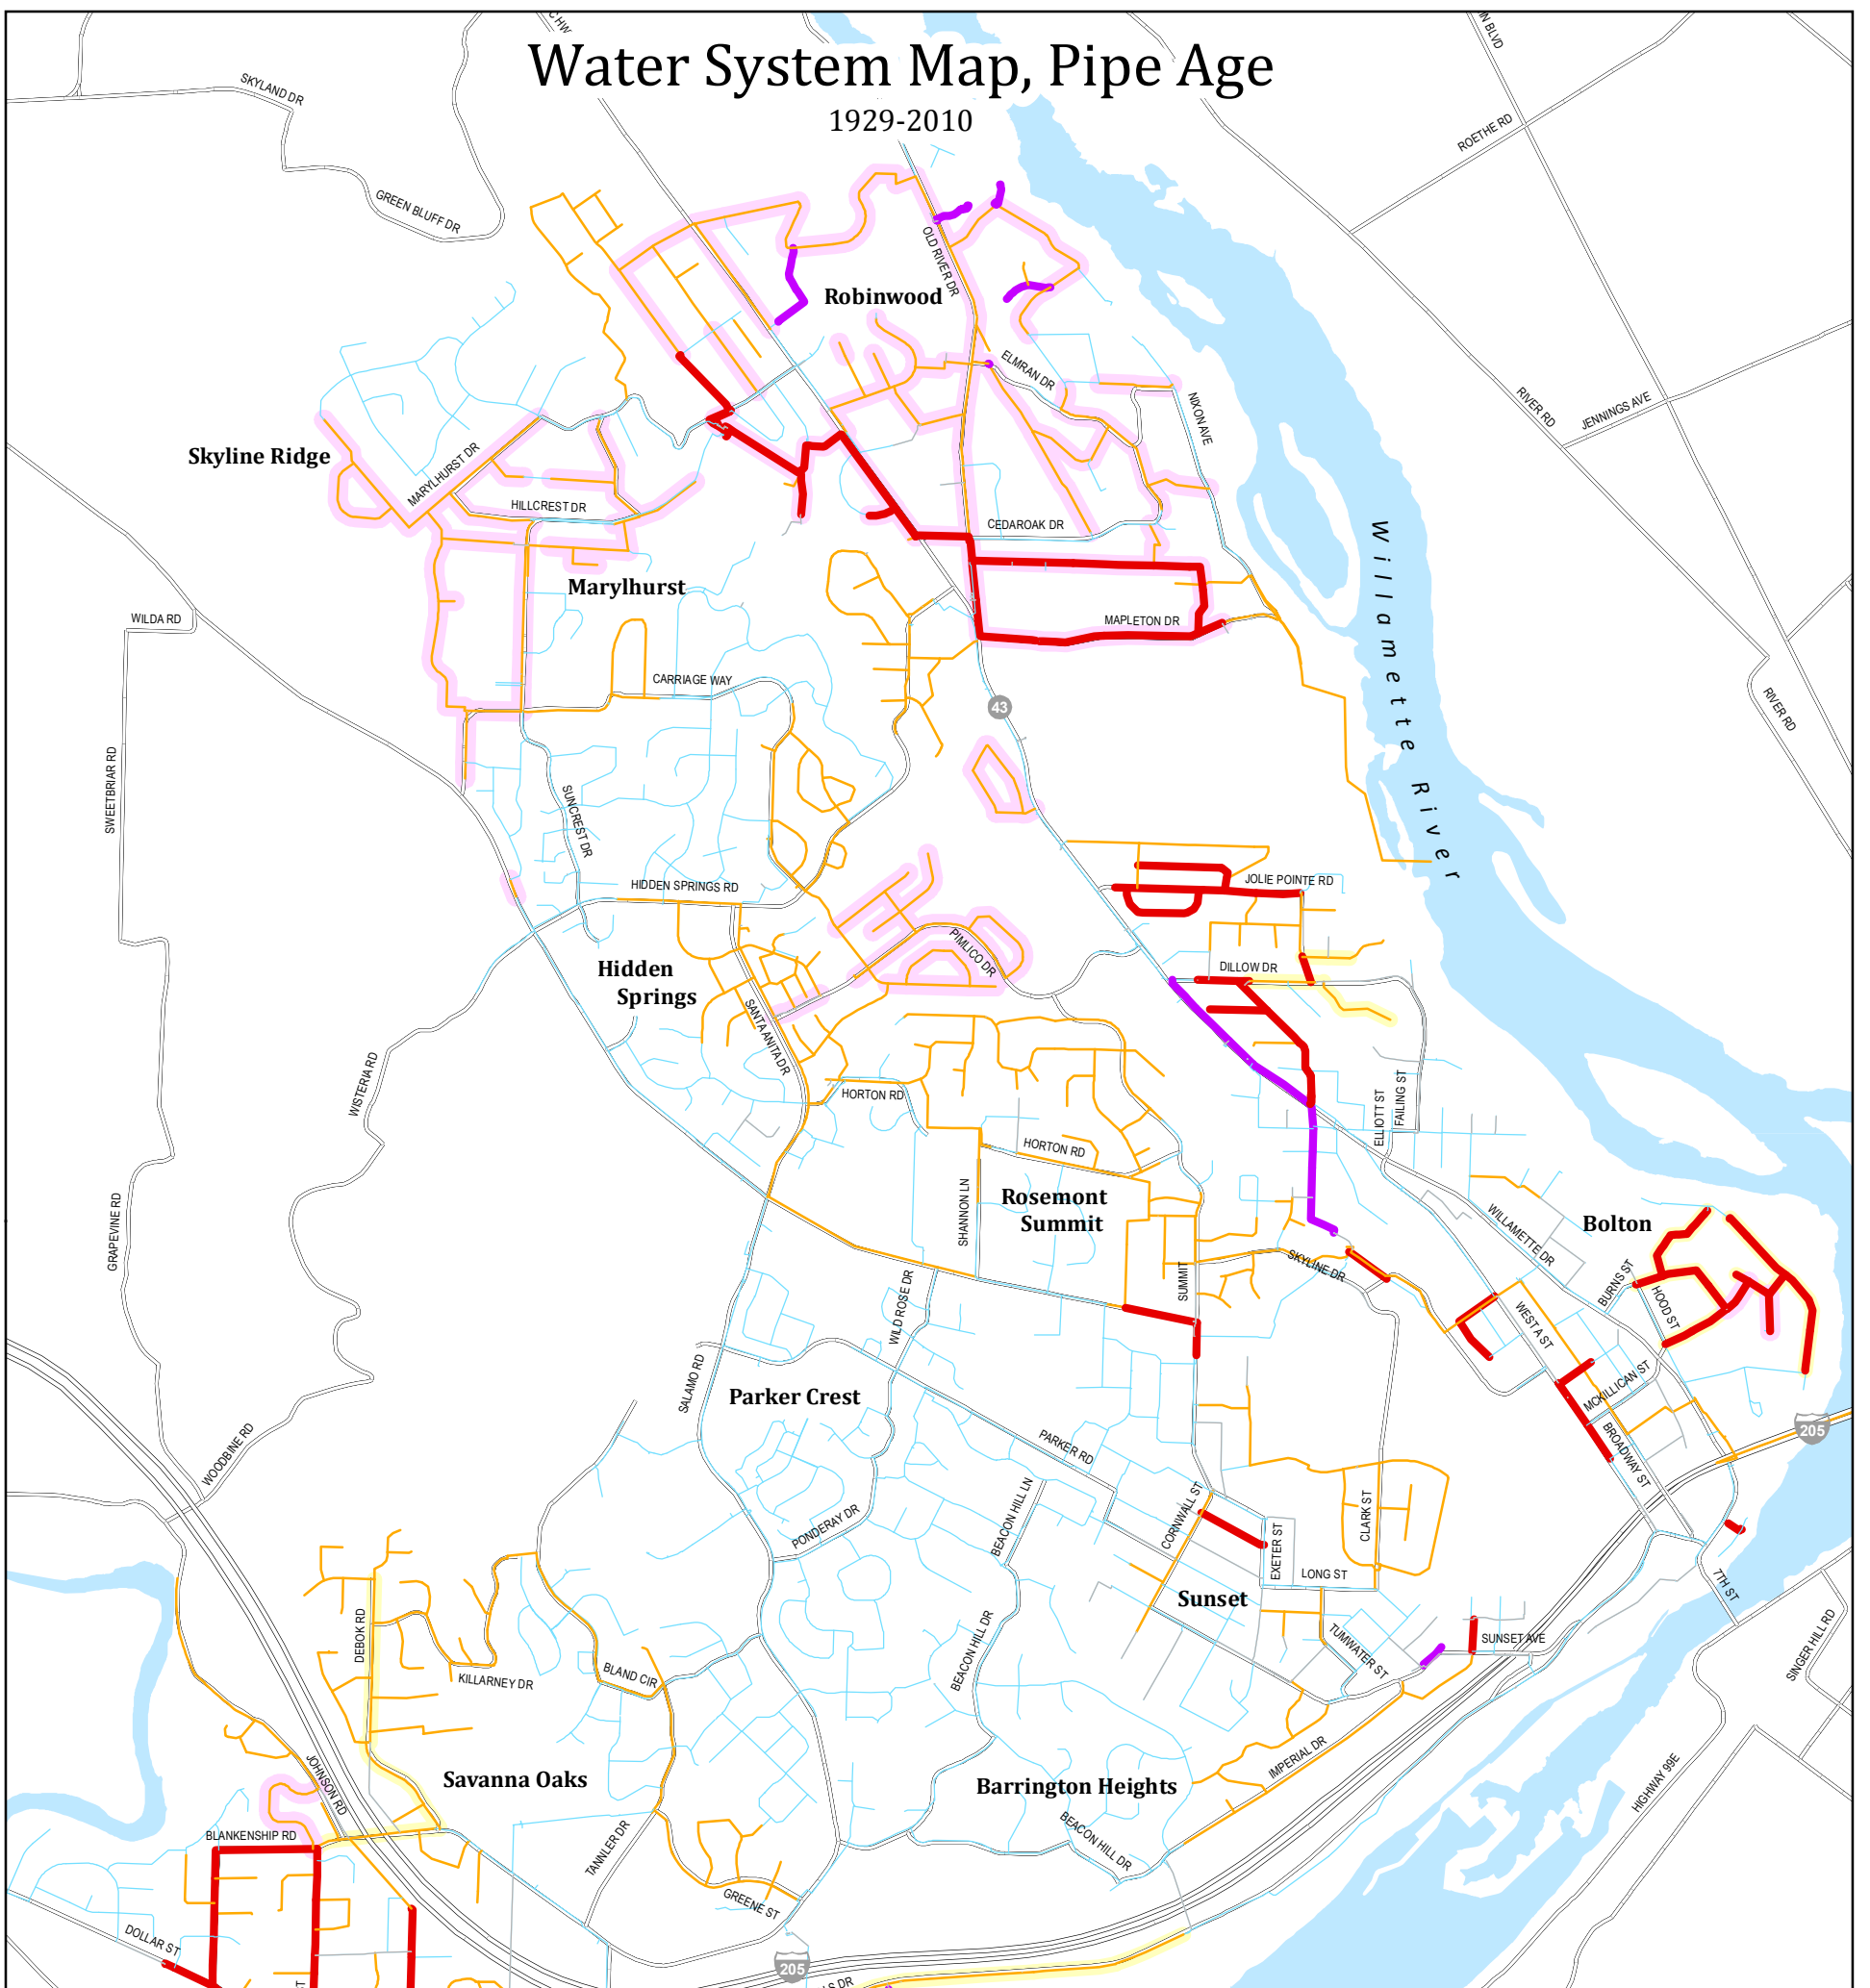 Water System Map, Pipe Age
1929-2010
SKYLAND DR
ROETHE RD
GREEN BLUFF DR
OLD RIVER DR
Robinwood
ELMRAN DR
NIXON AVE
RIVER RD
JENNINGS AVE
Skyline Ridge
MARYLHURST DR
HILLCREST DR
CEDAROAK DR
Willamette River
Marylhurst
WILDA RD
MAPLETON DR
CARRIAGE WAY
43
RIVER RD
SWEETBRIAR RD
SUNCREST DR
HIDDEN SPRINGS RD
JOLIE POINTE RD
PIMLICO DR
Hidden
Springs
DILLOW DR
SANTA ANITA DR
WISTERIA RD
HORTON RD
ELLIOTT ST
FAILING ST
HORTON RD
Rosemont
Summit
SHANNON LN
GRAPEVINE RD
Bolton
WILLAMETTE DR
SKYLINE DR
SUMMIT
BURNS ST
HOOD ST
WILD ROSE DR
WEST A ST
SALAMO RD
Parker Crest
MCKILLICAN ST
WOODBINE RD
PARKER RD
BROADWAY ST
205
PONDERAY DR
BEACON HILL LN
CORNWALL ST
CLARK ST
EXETER ST
LONG ST
Sunset
7TH ST
DEBOK RD
TUMWATER ST
SUNSET AVE
SINGER HILL RD
KILLARNEY DR
BLAND CIR
BEACON HILL DR
IMPERIAL DR
Savanna Oaks
Barrington Heights
HIGHWAY 99E
JOHNSON RD
BLANKENSHIP RD
TANNLER DR
BEACON HILL DR
GREENE ST
DOLLAR ST
205